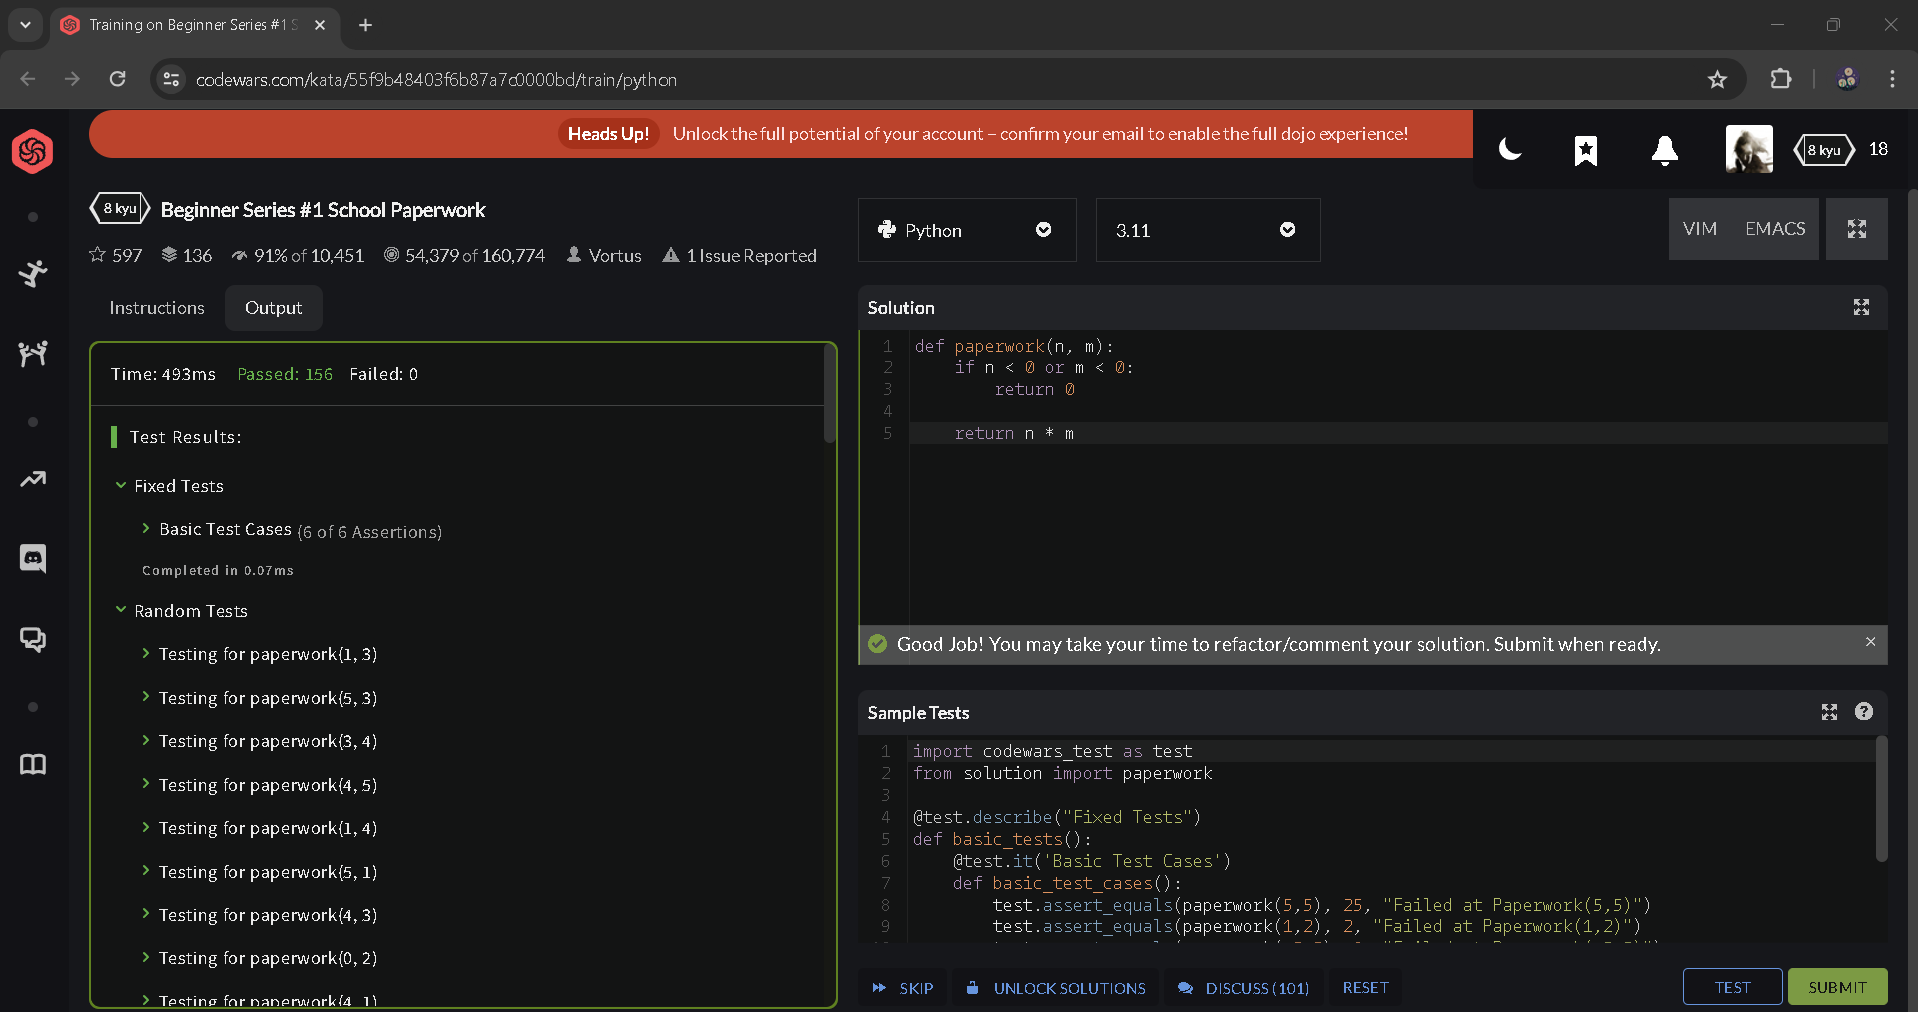 Training on Beginner Series #1 S
codewars.com/kata/55f9b48403f6b87a7c0000bd/train/python
Heads Up! Unlock the full potential of your account – confirm your email to enable the full dojo experience!
8 kyu 18
8 kyu Beginner Series #1 School Paperwork
597 136 91% of 10,451 54,379 of 160,774 Vortus 1 Issue Reported
Python
3.11
VIM EMACS
Instructions Output
Time: 493ms Passed: 156 Failed: 0
Test Results:
Fixed Tests
Basic Test Cases (6 of 6 Assertions)
Completed in 0.07ms
Random Tests
Testing for paperwork(1, 3)
Testing for paperwork(5, 3)
Testing for paperwork(3, 4)
Testing for paperwork(4, 5)
Testing for paperwork(1, 4)
Testing for paperwork(5, 1)
Testing for paperwork(4, 3)
Testing for paperwork(0, 2)
Testing for paperwork(4, 1)
Solution
1 def paperwork(n, m):
2     if n < 0 or m < 0:
3         return 0
4
5     return n * m
Good Job! You may take your time to refactor/comment your solution. Submit when ready.
Sample Tests
1 import codewars_test as test
2 from solution import paperwork
3
4 @test.describe("Fixed Tests")
5 def basic_tests():
6     @test.it('Basic Test Cases')
7     def basic_test_cases():
8         test.assert_equals(paperwork(5,5), 25, "Failed at Paperwork(5,5)")
9         test.assert_equals(paperwork(1,2), 2, "Failed at Paperwork(1,2)")
SKIP UNLOCK SOLUTIONS DISCUSS (101) RESET TEST SUBMIT